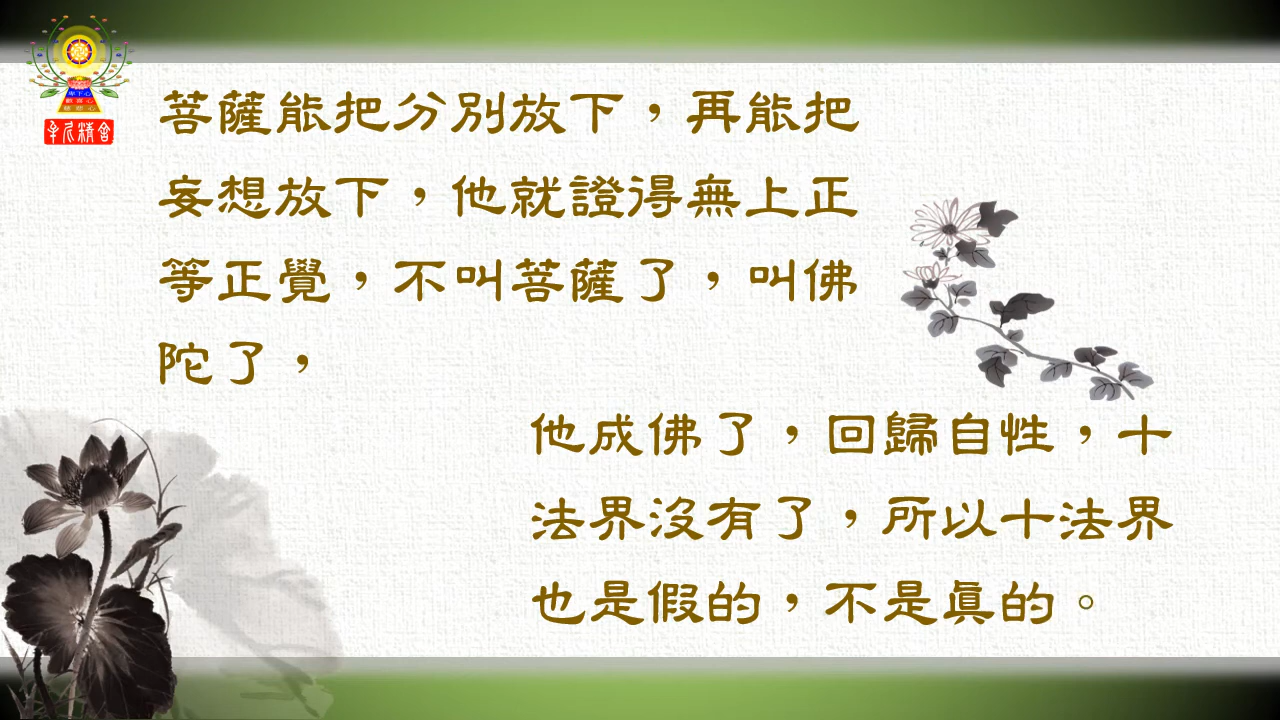 菩薩能把分別放下，再能把
妄想放下，他就證得無上正
等正覺，不叫菩薩了，叫佛
陀了，
他成佛了，回歸自性，十
法界沒有了，所以十法界
也是假的，不是眞的。